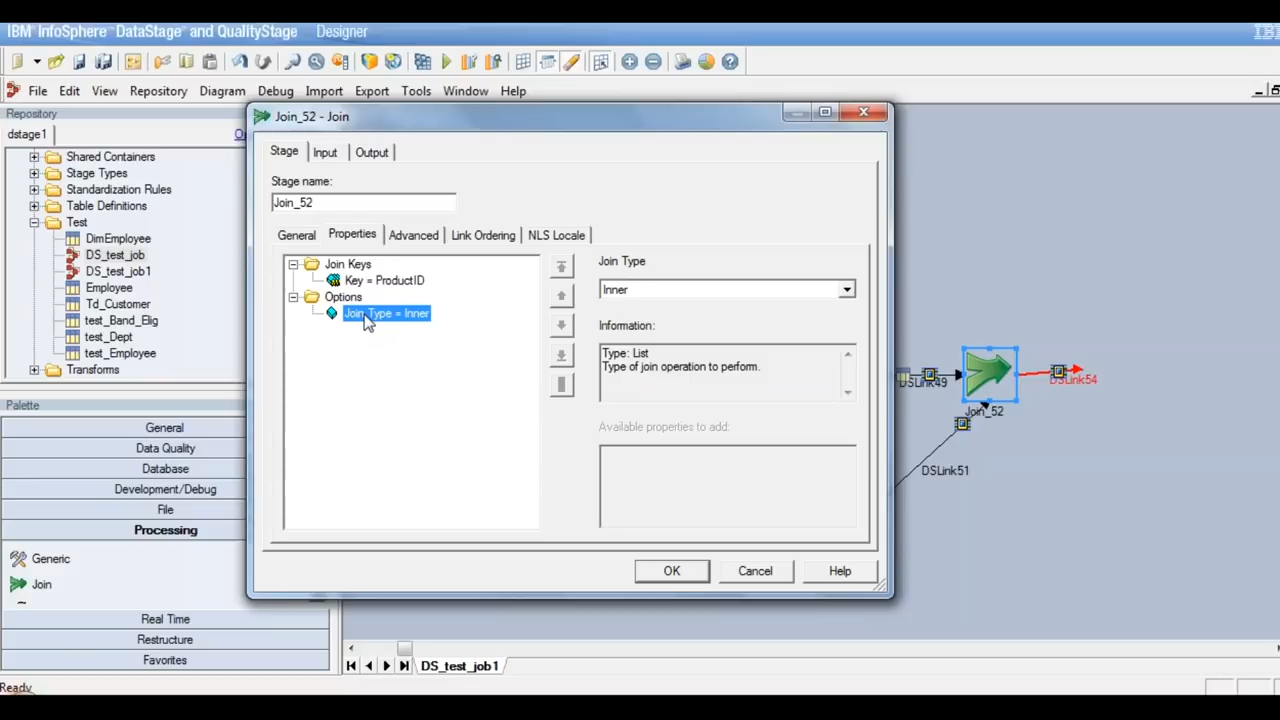 IBM InfoSphere DataStage and QualityStage Designer
File Edit View Repository Diagram Debug Import Export Tools Window Help
Repository
dstage1
Shared Containers
Stage Types
Standardization Rules
Table Definitions
Test
DimEmployee
DS_test_job
DS_test_job1
Employee
Td_Customer
test_Band_Elig
test_Dept
test_Employee
Transforms
Palette
General
Data Quality
Database
Development/Debug
File
Processing
Generic
Join
Real Time
Restructure
Favorites
Ready
Join_52 - Join
Stage Input Output
Stage name:
Join_52
General Properties Advanced Link Ordering NLS Locale
Join Keys
Key = ProductID
Options
Join Type = Inner
Join Type
Inner
Information:
Type: List
Type of join operation to perform.
Available properties to add:
OK Cancel Help
DSLink49
Join_52
DSLink54
DSLink51
DS_test_job1